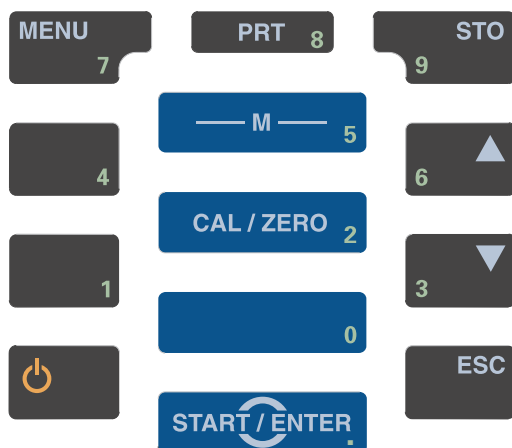 MENU 7
PRT 8
STO 9
4
M 5
6
CAL / ZERO 2
1
3
0
ESC
START / ENTER .